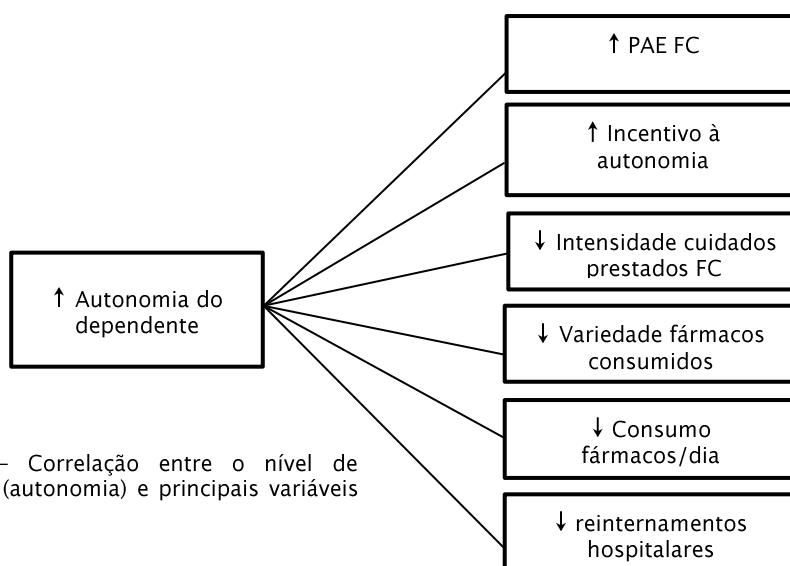 ↑ PAE FC
↑ Incentivo à
autonomia
↓ Intensidade cuidados
prestados FC
↑ Autonomia do
dependente
↓ Variedade fármacos
consumidos
↓ Consumo
fármacos/dia
– Correlação entre o nível de
(autonomia) e principais variáveis
↓ reinternamentos
hospitalares